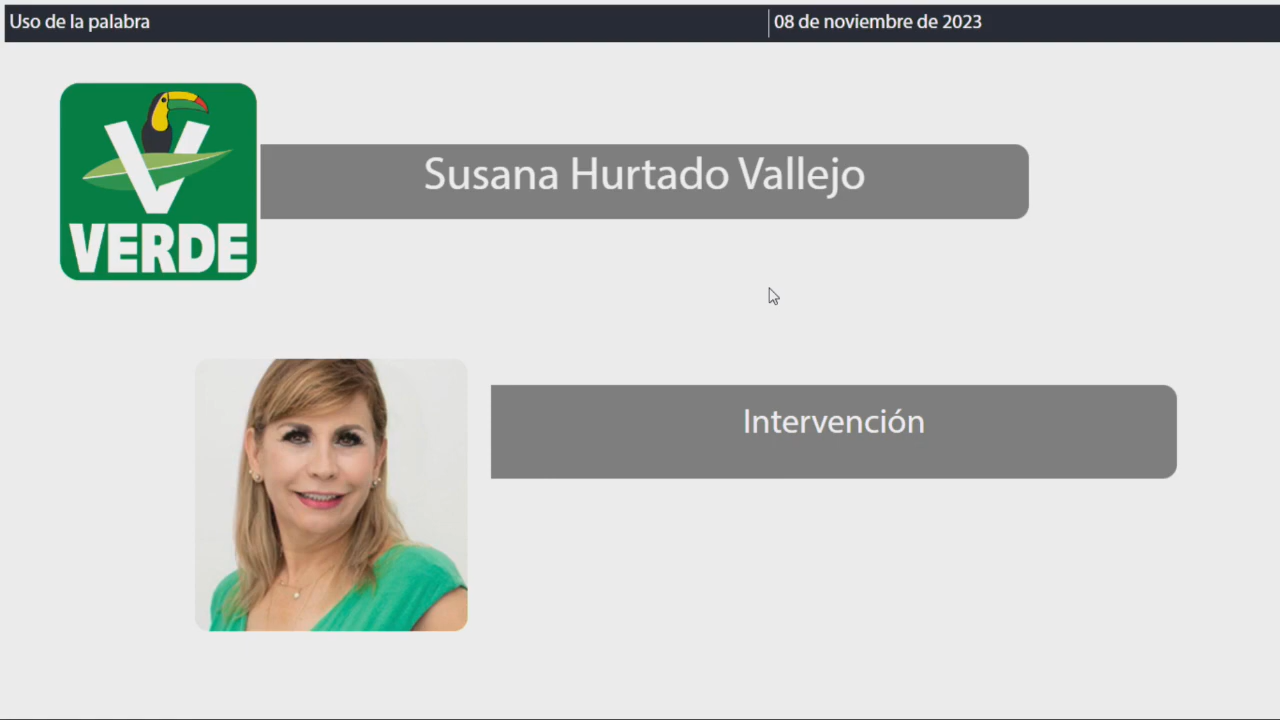 Uso de la palabra
08 de noviembre de 2023
V
VERDE
Susana Hurtado Vallejo
Intervención